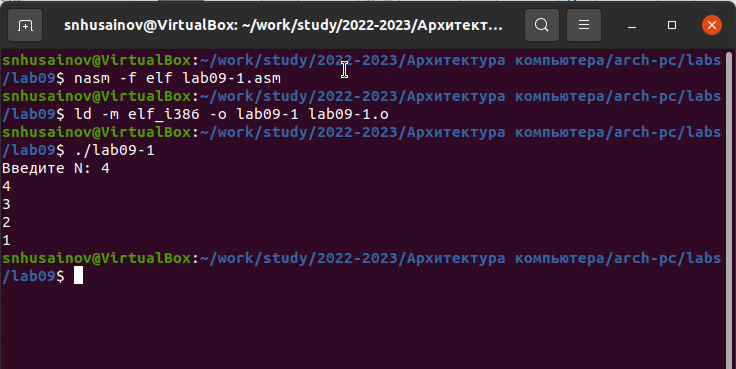 snhusainov@VirtualBox: ~/work/study/2022-2023/Архитект...
snhusainov@VirtualBox:~/work/study/2022-2023/Архитектура компьютера/arch-pc/labs
/lab09$ nasm -f elf lab09-1.asm
snhusainov@VirtualBox:~/work/study/2022-2023/Архитектура компьютера/arch-pc/labs
/lab09$ ld -m elf_i386 -o lab09-1 lab09-1.o
snhusainov@VirtualBox:~/work/study/2022-2023/Архитектура компьютера/arch-pc/labs
/lab09$ ./lab09-1
Введите N: 4
4
3
2
1
snhusainov@VirtualBox:~/work/study/2022-2023/Архитектура компьютера/arch-pc/labs
/lab09$